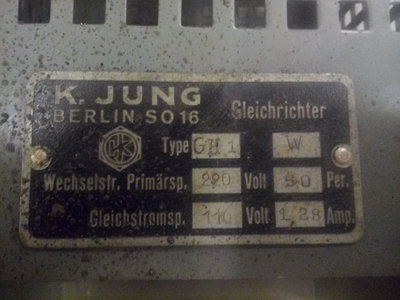 K. JUNG
BERLIN SO 16
Gleichrichter
Type GH 1 W
Wechselstr. Primärsp. 220 Volt 50 Per.
Gleichstromsp. 110 Volt 1,28 Amp.